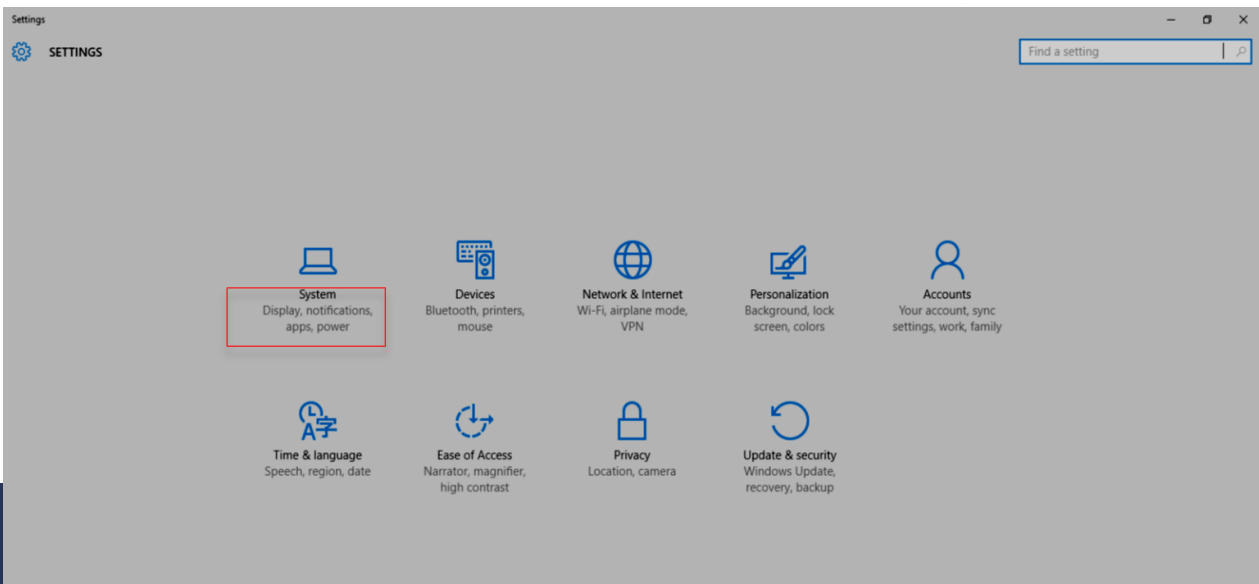 Settings
SETTINGS
Find a setting
System
Display, notifications,
apps, power
Devices
Bluetooth, printers,
mouse
Network & Internet
Wi-Fi, airplane mode,
VPN
Personalization
Background, lock
screen, colors
Accounts
Your account, sync
settings, work, family
Time & language
Speech, region, date
Ease of Access
Narrator, magnifier,
high contrast
Privacy
Location, camera
Update & security
Windows Update,
recovery, backup